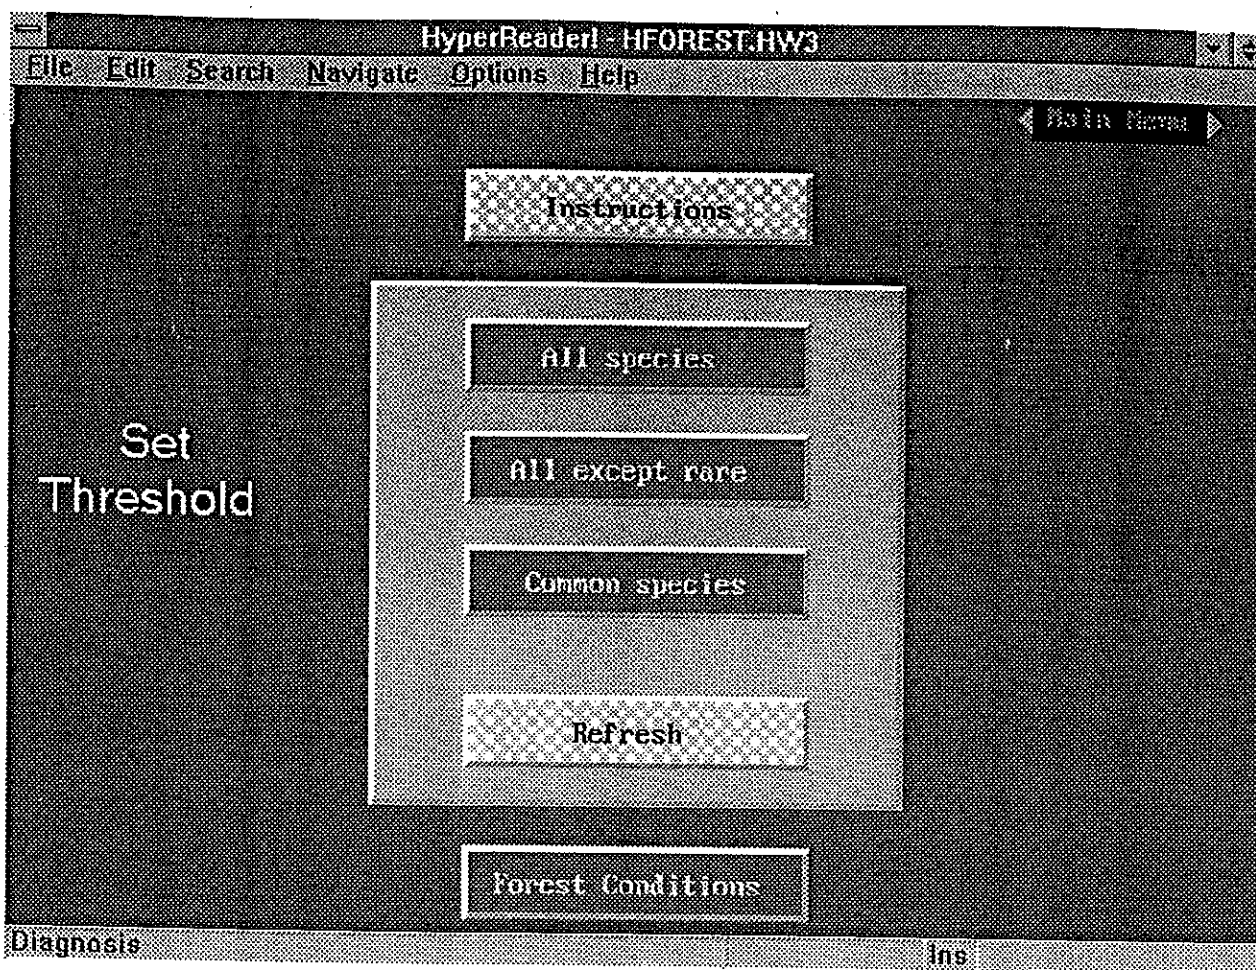 HyperReader! - HFOREST.HW3
File Edit Search Navigate Options Help
Main Menu
Instructions
All species
Set
Threshold
All except rare
Common species
Refresh
Forest Conditions
Diagnosis Ins